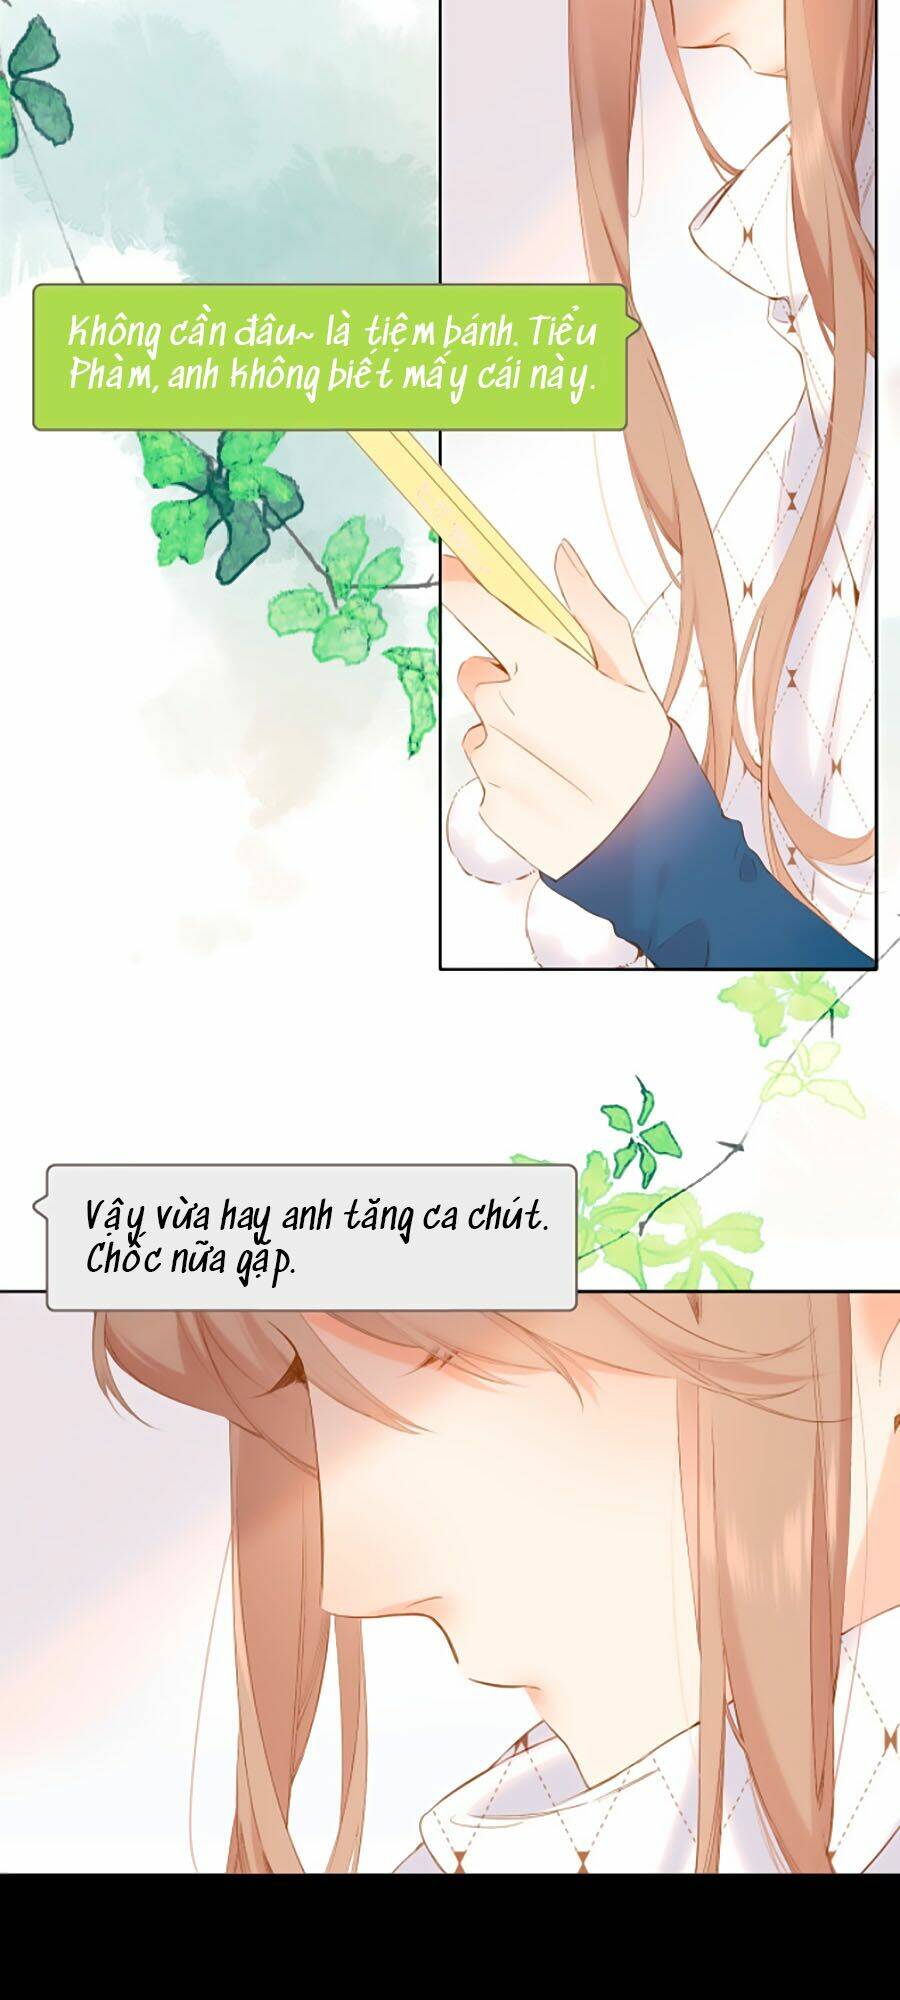 Không cần đâu~ là tiệm bánh. Tiểu
Phàm, anh không biết mấy cái này.
Vậy vừa hay anh tăng ca chút.
Chốc nữa gặp.